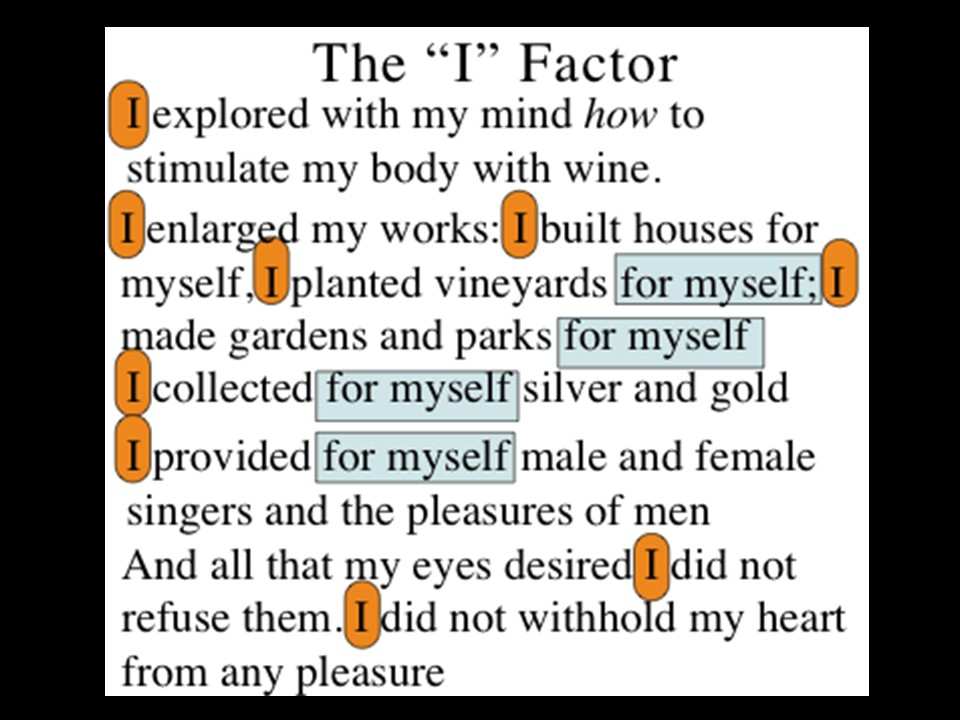 The “I” Factor
I explored with my mind how to
stimulate my body with wine.
I enlarged my works: I built houses for
myself, I planted vineyards for myself; I
made gardens and parks for myself
I collected for myself silver and gold
I provided for myself male and female
singers and the pleasures of men
And all that my eyes desired I did not
refuse them. I did not withhold my heart
from any pleasure